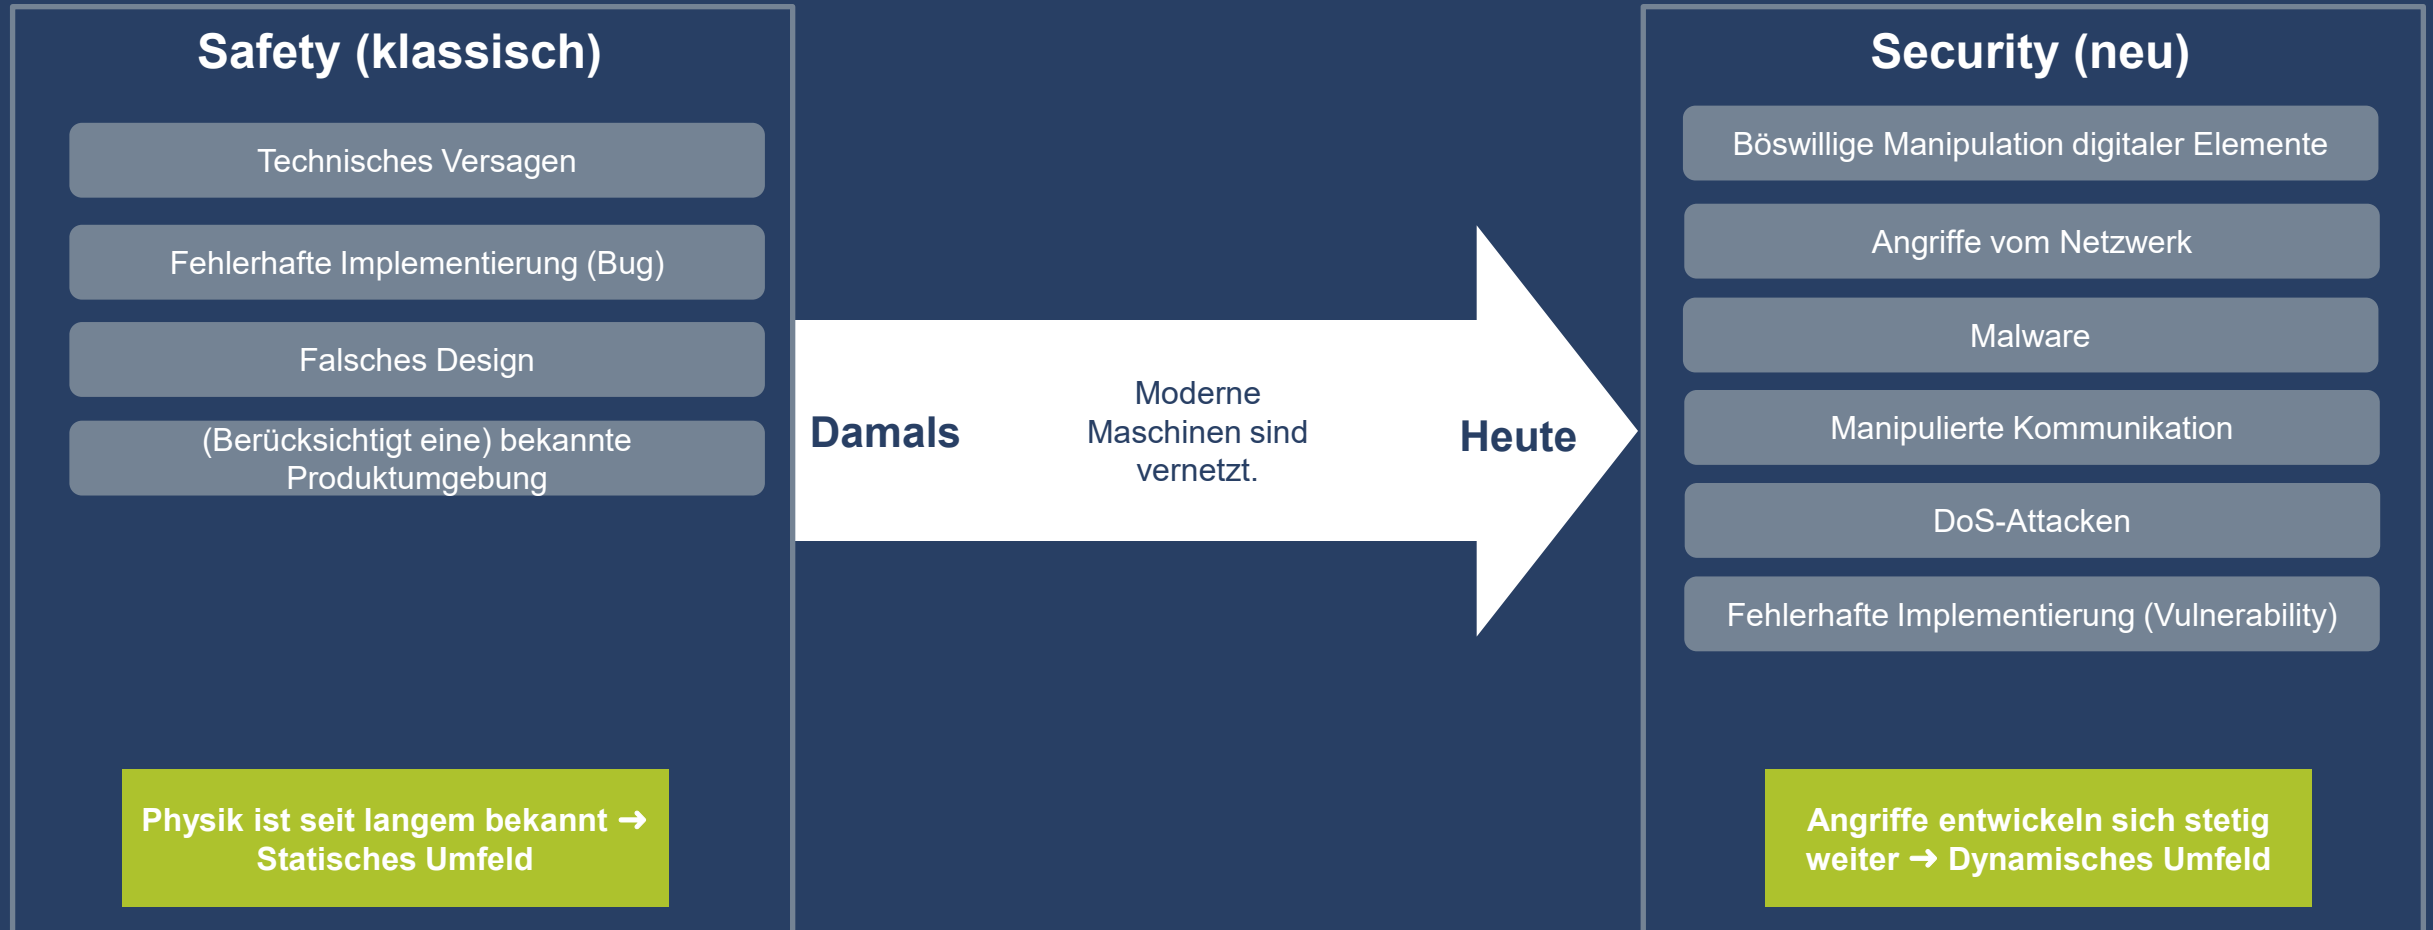 Safety (klassisch)
Technisches Versagen
Fehlerhafte Implementierung (Bug)
Falsches Design
(Berücksichtigt eine) bekannte
Produktumgebung
Physik ist seit langem bekannt ➜
Statisches Umfeld
Damals
Moderne
Maschinen sind
vernetzt.
Heute
Security (neu)
Böswillige Manipulation digitaler Elemente
Angriffe vom Netzwerk
Malware
Manipulierte Kommunikation
DoS-Attacken
Fehlerhafte Implementierung (Vulnerability)
Angriffe entwickeln sich stetig
weiter ➜ Dynamisches Umfeld